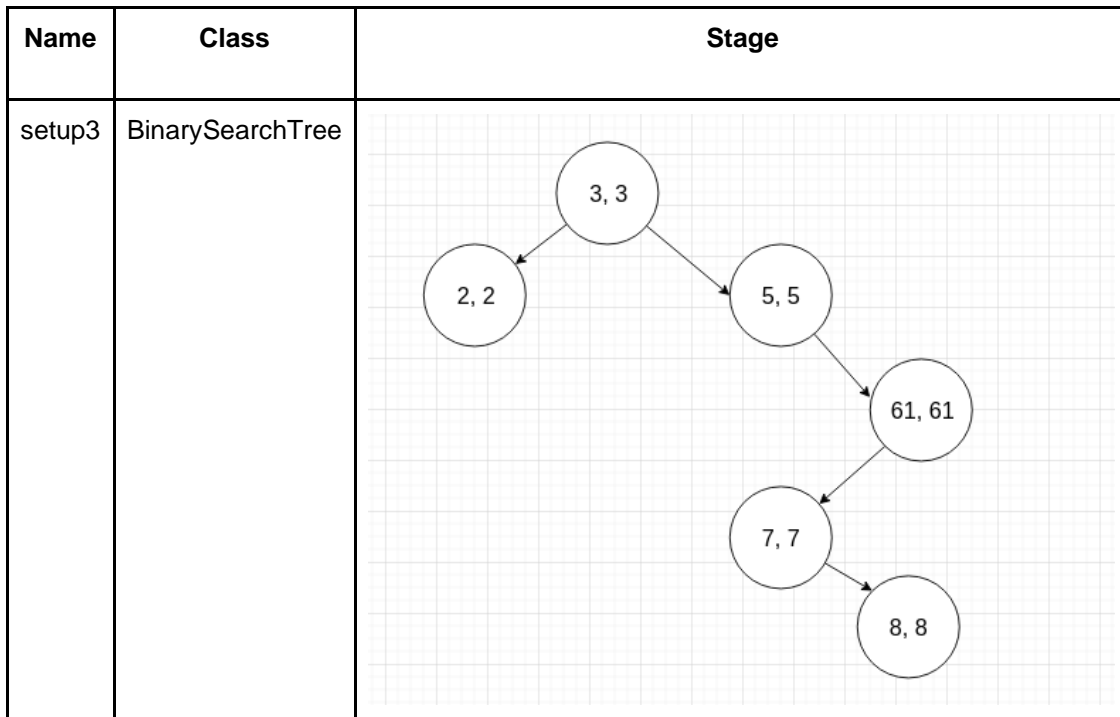 Name Class Stage
setup3 BinarySearchTree
3, 3
2, 2 5, 5
61, 61
7, 7
8, 8